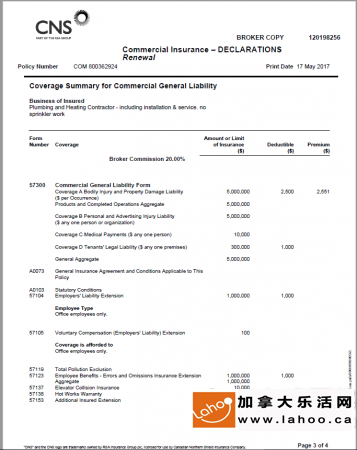 CNS
PART OF THE RSA GROUP
BROKER COPY 120198256
Commercial Insurance – DECLARATIONS
Renewal
Policy Number COM 800362924 Print Date 17 May 2017
Coverage Summary for Commercial General Liability
Business of Insured
Plumbing and Heating Contractor - including installation & service. no
sprinkler work
Form Number Coverage Amount or Limit of Insurance ($) Deductible ($) Premium ($)
Broker Commission 20.00%
57300 Commercial General Liability Form
Coverage A Bodily Injury and Property Damage Liability 5,000,000 2,500 2,551
($ per Occurrence)
Products and Completed Operations Aggregate 5,000,000
Coverage B Personal and Advertising Injury Liability 5,000,000
($ any one person or organization)
Coverage C Medical Payments ($ any one person) 10,000
Coverage D Tenants' Legal Liability ($ any one premises) 300,000 1,000
General Aggregate 5,000,000
A0073 General Insurance Agreement and Conditions Applicable to This
Policy
A0103 Statutory Conditions
57104 Employers' Liability Extension 1,000,000 1,000
Employee Type
Office employees only.
57105 Voluntary Compensation (Employers' Liability) Extension 100
Coverage is afforded to
Office employees only.
57119 Total Pollution Exclusion
57123 Employee Benefits - Errors and Omissions Insurance Extension 1,000,000 1,000
Aggregate 1,000,000
57137 Elevator Collision Insurance 10,000
57138 Hot Works Warranty
57153 Additional Insured Extension
Lahoo
.ca
加拿大乐活网
www.lahoo.ca
"CNS" and the CNS logo are trademarks owned by RSA Insurance Group plc, licensed for use by Canadian Northern Shield Insurance Company.
Page 3 of 4